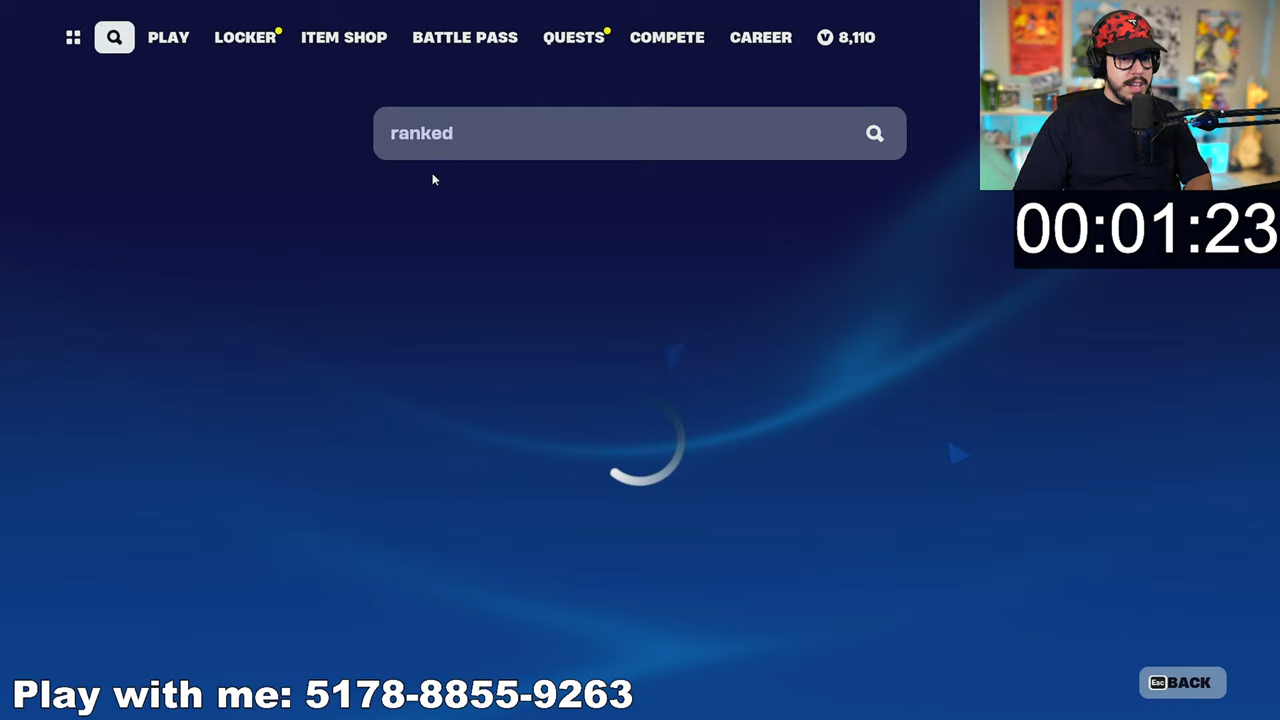 PLAY LOCKER ITEM SHOP BATTLE PASS QUESTS COMPETE CAREER V 8,110
ranked
00:01:23
Esc BACK
Play with me: 5178-8855-9263